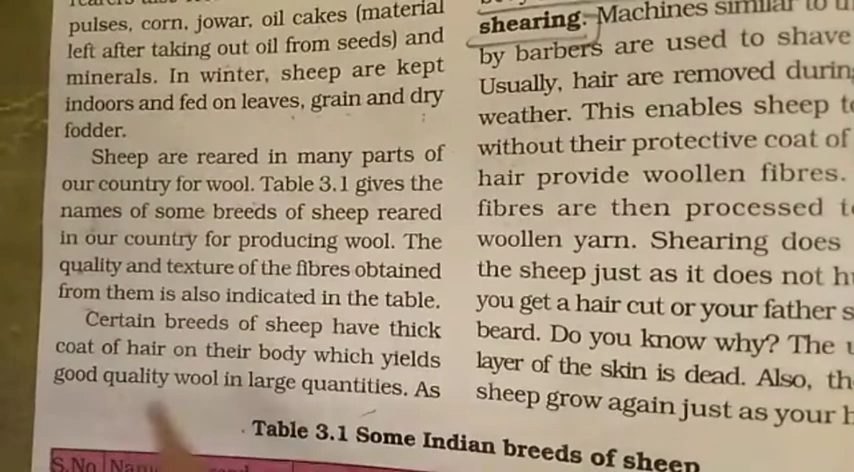 pulses, corn, jowar, oil cakes (material
left after taking out oil from seeds) and
minerals. In winter, sheep are kept
indoors and fed on leaves, grain and dry
fodder.
Sheep are reared in many parts of
our country for wool. Table 3.1 gives the
names of some breeds of sheep reared
in our country for producing wool. The
quality and texture of the fibres obtained
from them is also indicated in the table.
Certain breeds of sheep have thick
coat of hair on their body which yields
good quality wool in large quantities. As
shearing. Machines similar to
by barbers are used to shave
Usually, hair are removed
weather. This enables sheep
without their protective coat of
hair provide woollen fibres.
fibres are then processed
woollen yarn. Shearing does
the sheep just as it does not
you get a hair cut or your father
beard. Do you know why? The
layer of the skin is dead. Also,
sheep grow again just as your
Table 3.1 Some Indian breeds of sheep
S.No